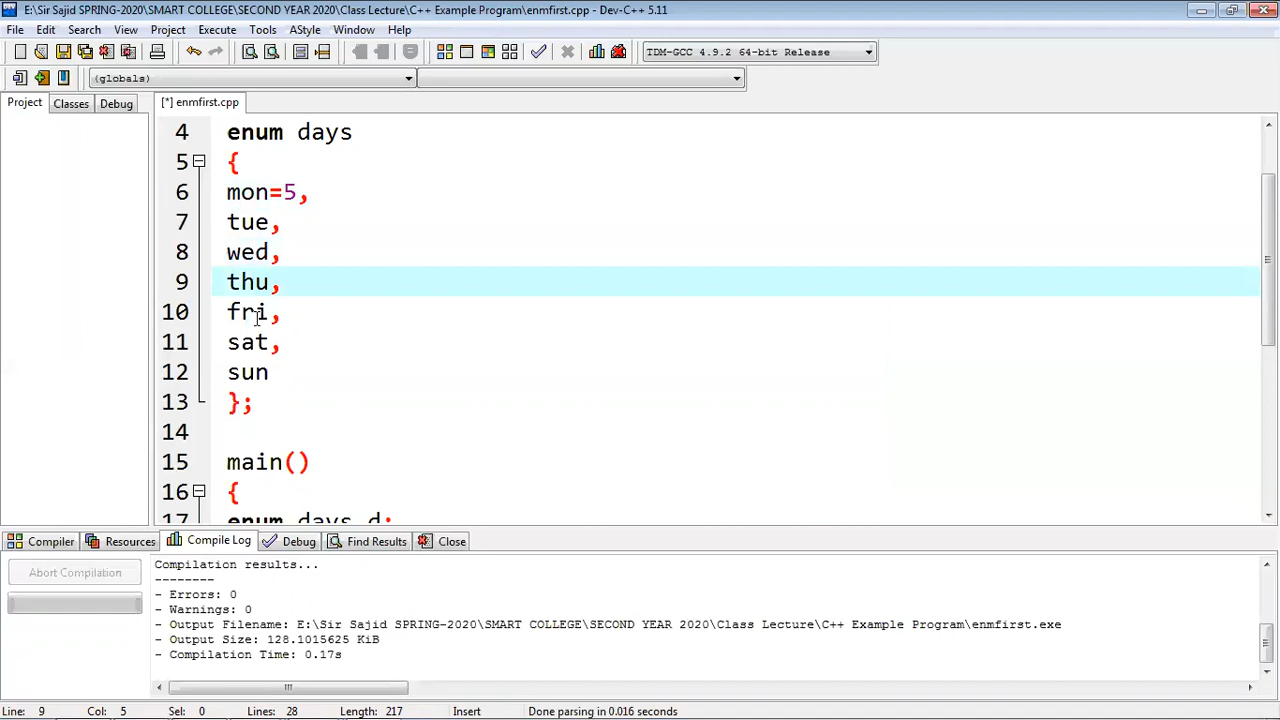 E:\Sir Sajid SPRING-2020\SMART COLLEGE\SECOND YEAR 2020\Class Lecture\C++ Example Program\enmfirst.cpp - Dev-C++ 5.11
File Edit Search View Project Execute Tools AStyle Window Help
TDM-GCC 4.9.2 64-bit Release
(globals)
Project Classes Debug [*] enmfirst.cpp
4 enum days
5 {
6 mon=5,
7 tue,
8 wed,
9 thu,
10 fri,
11 sat,
12 sun
13 };
14
15 main()
16 {
17 enum days d;
Compiler Resources Compile Log Debug Find Results Close
Abort Compilation
Compilation results...
--------
- Errors: 0
- Warnings: 0
- Output Filename: E:\Sir Sajid SPRING-2020\SMART COLLEGE\SECOND YEAR 2020\Class Lecture\C++ Example Program\enmfirst.exe
- Output Size: 128.1015625 KiB
- Compilation Time: 0.17s
Line: 9 Col: 5 Sel: 0 Lines: 28 Length: 217 Insert Done parsing in 0.016 seconds